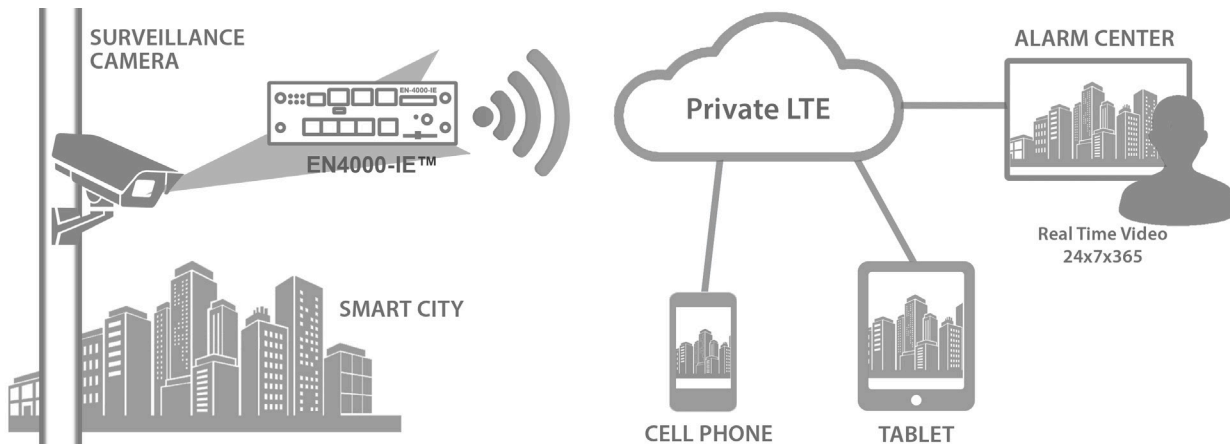 SURVEILLANCE
CAMERA
EN-4000-IE
EN4000-IE™
Private LTE
ALARM CENTER
Real Time Video
24x7x365
SMART CITY
CELL PHONE
TABLET